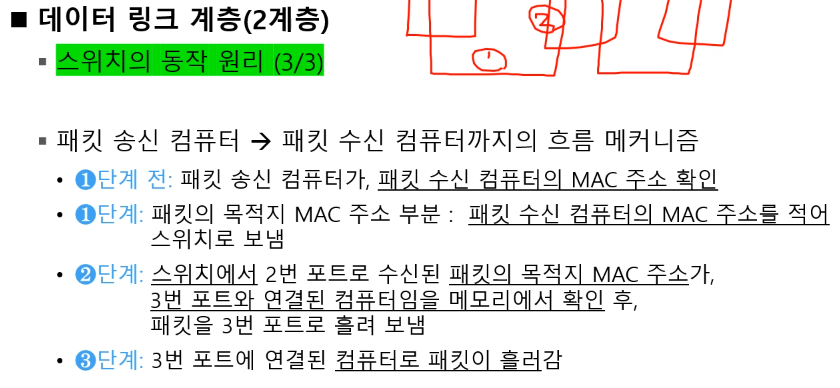 ■ 데이터 링크 계층(2계층)
▪ 스위치의 동작 원리 (3/3)
2
1
▪ 패킷 송신 컴퓨터 → 패킷 수신 컴퓨터까지의 흐름 메커니즘
• ❶단계 전: 패킷 송신 컴퓨터가, 패킷 수신 컴퓨터의 MAC 주소 확인
• ❶단계: 패킷의 목적지 MAC 주소 부분 : 패킷 수신 컴퓨터의 MAC 주소를 적어
스위치로 보냄
• ❷단계: 스위치에서 2번 포트로 수신된 패킷의 목적지 MAC 주소가,
3번 포트와 연결된 컴퓨터임을 메모리에서 확인 후,
패킷을 3번 포트로 흘려 보냄
• ❸단계: 3번 포트에 연결된 컴퓨터로 패킷이 흘러감